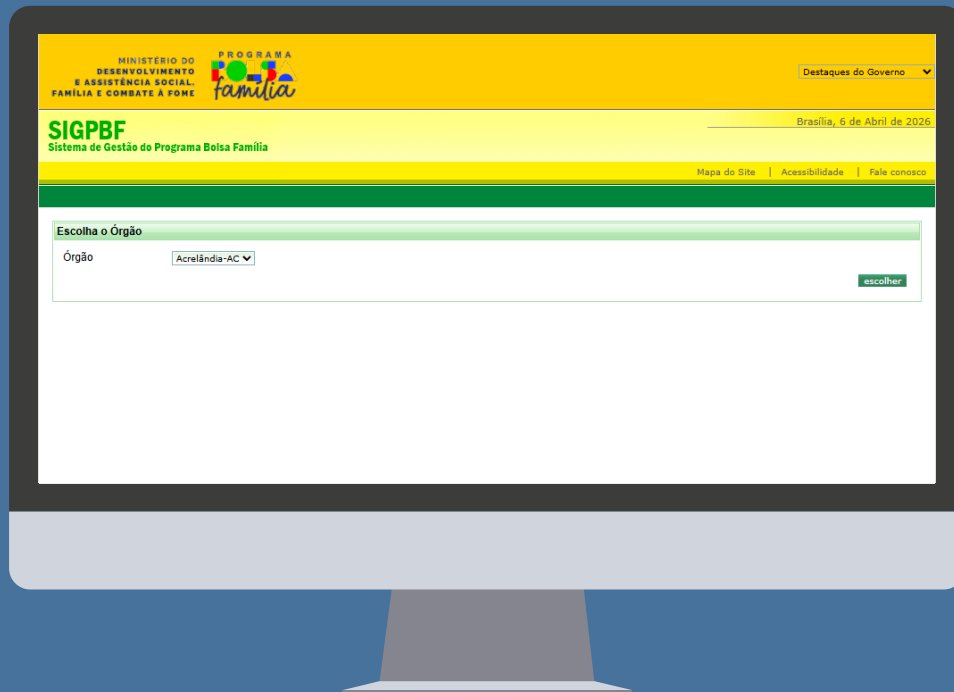 MINISTÉRIO DO
DESENVOLVIMENTO
E ASSISTÊNCIA SOCIAL,
FAMÍLIA E COMBATE À FOME
PROGRAMA
BOLSA
família
Destaques do Governo
SIGPBF
Sistema de Gestão do Programa Bolsa Família
Brasília, 6 de Abril de 2026
Mapa do Site | Acessibilidade | Fale conosco
Escolha o Órgão
Órgão Acrelândia-AC
escolher